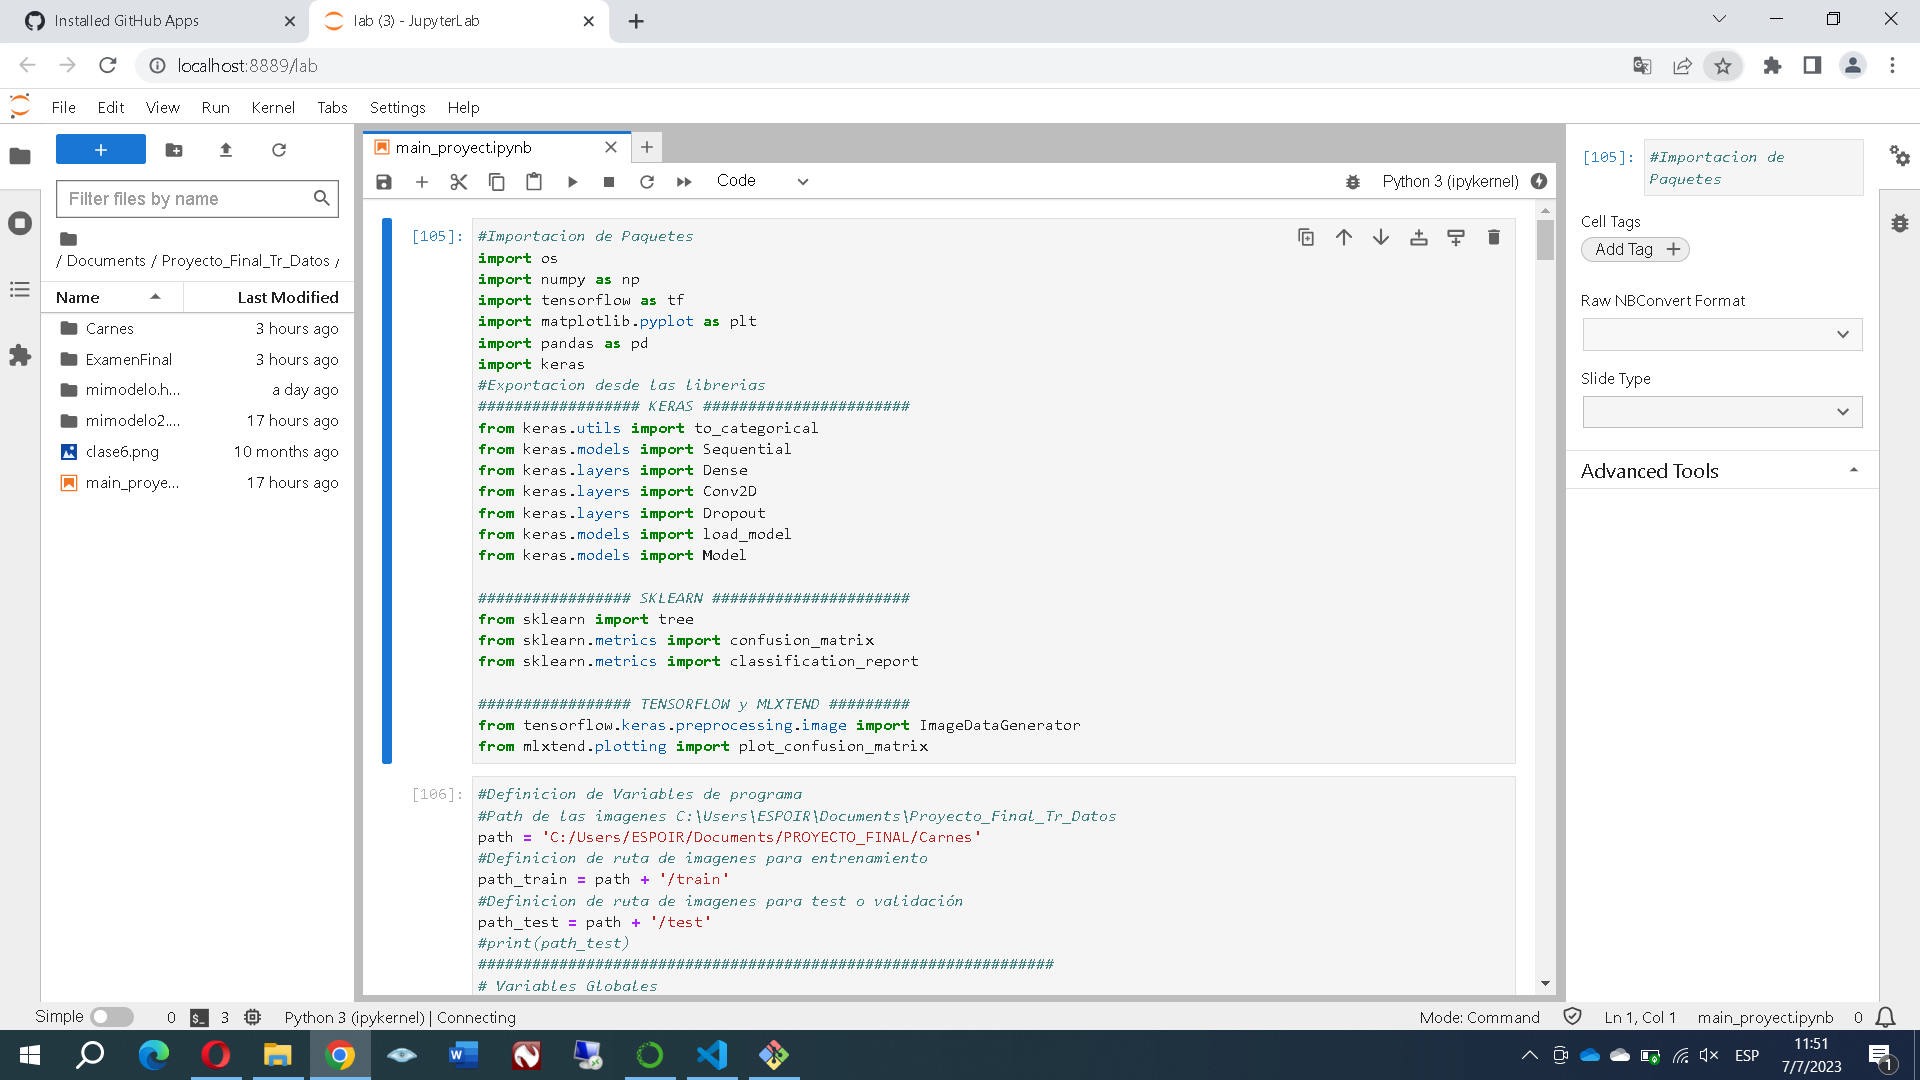 Installed GitHub Apps
lab (3) - JupyterLab
localhost:8889/lab
File Edit View Run Kernel Tabs Settings Help
Filter files by name
/ Documents / Proyecto_Final_Tr_Datos /
Name Last Modified
Carnes 3 hours ago
ExamenFinal 3 hours ago
mimodelo.h... a day ago
mimodelo2.... 17 hours ago
clase6.png 10 months ago
main_proye... 17 hours ago
main_proyect.ipynb
Code
Python 3 (ipykernel)
[105]:
#Importacion de Paquetes
import os
import numpy as np
import tensorflow as tf
import matplotlib.pyplot as plt
import pandas as pd
import keras
#Exportacion desde las librerias
################## KERAS #######################
from keras.utils import to_categorical
from keras.models import Sequential
from keras.layers import Dense
from keras.layers import Conv2D
from keras.layers import Dropout
from keras.models import load_model
from keras.models import Model
################# SKLEARN ######################
from sklearn import tree
from sklearn.metrics import confusion_matrix
from sklearn.metrics import classification_report
################# TENSORFLOW y MLXTEND #########
from tensorflow.keras.preprocessing.image import ImageDataGenerator
from mlxtend.plotting import plot_confusion_matrix
[106]:
#Definicion de Variables de programa
#Path de las imagenes C:\Users\ESPOIR\Documents\Proyecto_Final_Tr_Datos
path = 'C:/Users/ESPOIR/Documents/PROYECTO_FINAL/Carnes'
#Definicion de ruta de imagenes para entrenamiento
path_train = path + '/train'
#Definicion de ruta de imagenes para test o validación
path_test = path + '/test'
#print(path_test)
################################################################
# Variables Globales
[105]: #Importacion de
Paquetes
Cell Tags
Add Tag +
Raw NBConvert Format
Slide Type
Advanced Tools
Simple 0 3 Python 3 (ipykernel) | Connecting
Mode: Command Ln 1, Col 1 main_proyect.ipynb 0
ESP
11:51
7/7/2023
1